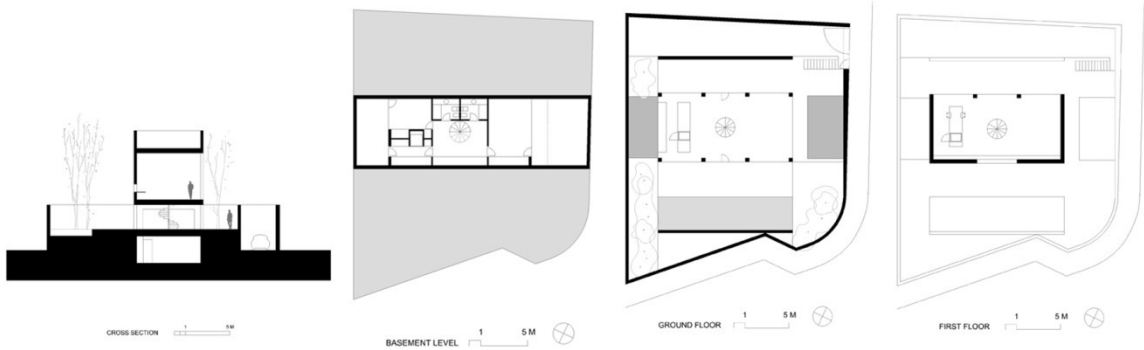 CROSS SECTION
1 5 M
BASEMENT LEVEL
1 5 M
GROUND FLOOR
1 5 M
FIRST FLOOR
1 5 M